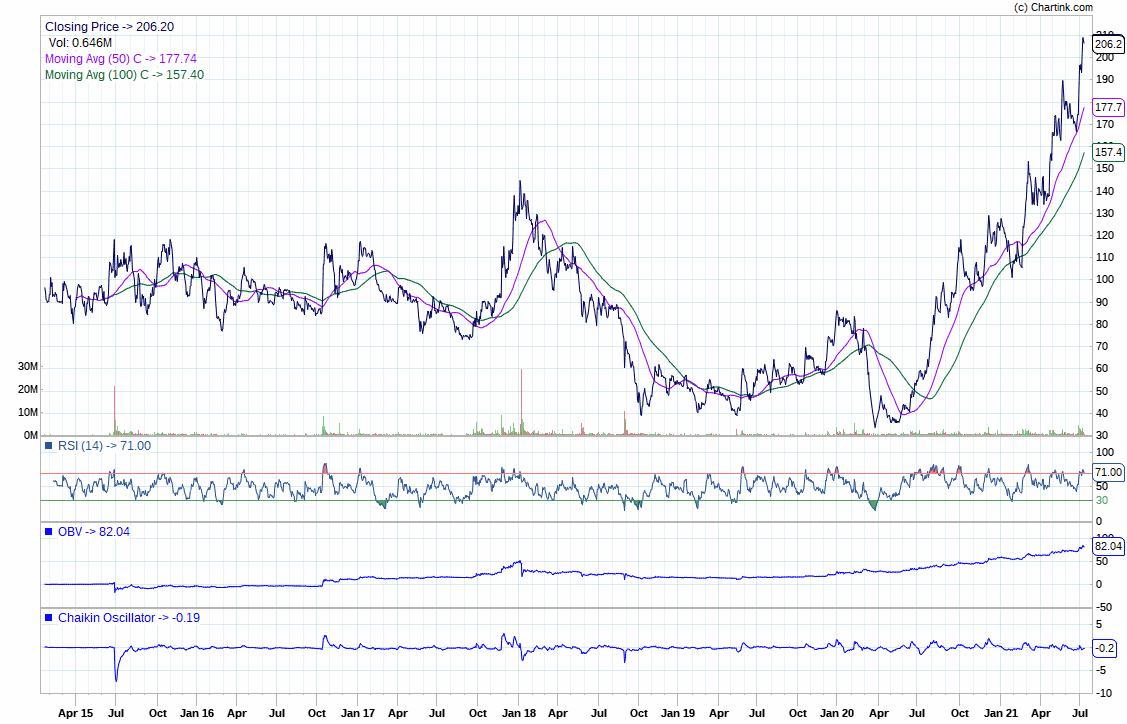 (c) Chartink.com
Closing Price -> 206.20
Vol: 0.646M
Moving Avg (50) C -> 177.74
Moving Avg (100) C -> 157.40
210
206.2
200
190
177.7
170
157.4
150
140
130
120
110
100
90
80
70
60
50
40
30
30M
20M
10M
0M
RSI (14) -> 71.00
100
71.00
50
30
0
OBV -> 82.04
100
82.04
50
0
-50
Chaikin Oscillator -> -0.19
5
-0.2
-5
-10
Apr 15 Jul Oct Jan 16 Apr Jul Oct Jan 17 Apr Jul Oct Jan 18 Apr Jul Oct Jan 19 Apr Jul Oct Jan 20 Apr Jul Oct Jan 21 Apr Jul